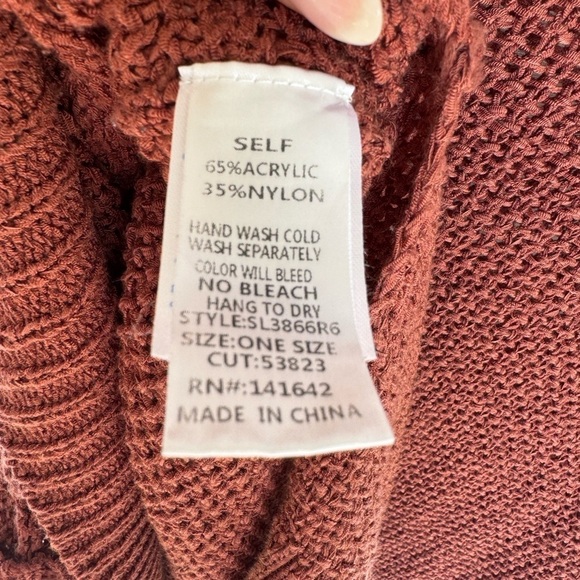 SELF
65%ACRYLIC
35%NYLON
HAND WASH COLD
WASH SEPARATELY
COLOR WILL BLEED
NO BLEACH
HANG TO DRY
STYLE:SL3866R6
SIZE:ONE SIZE
CUT:53823
RN#:141642
MADE IN CHINA